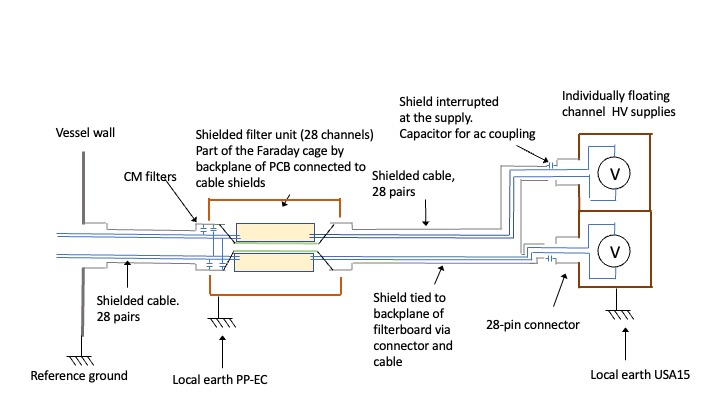 Individually floating
channel  HV supplies
Shield interrupted
at the supply.
Capacitor for ac coupling
Vessel wall
Shielded filter unit (28 channels)
Part of the Faraday cage by
backplane of PCB connected to
cable shields
CM filters
Shielded cable,
28 pairs
V
V
Shielded cable.
28 pairs
Shield tied to
backplane of
filterboard via
connector and
cable
28-pin connector
Reference ground
Local earth PP-EC
Local earth USA15